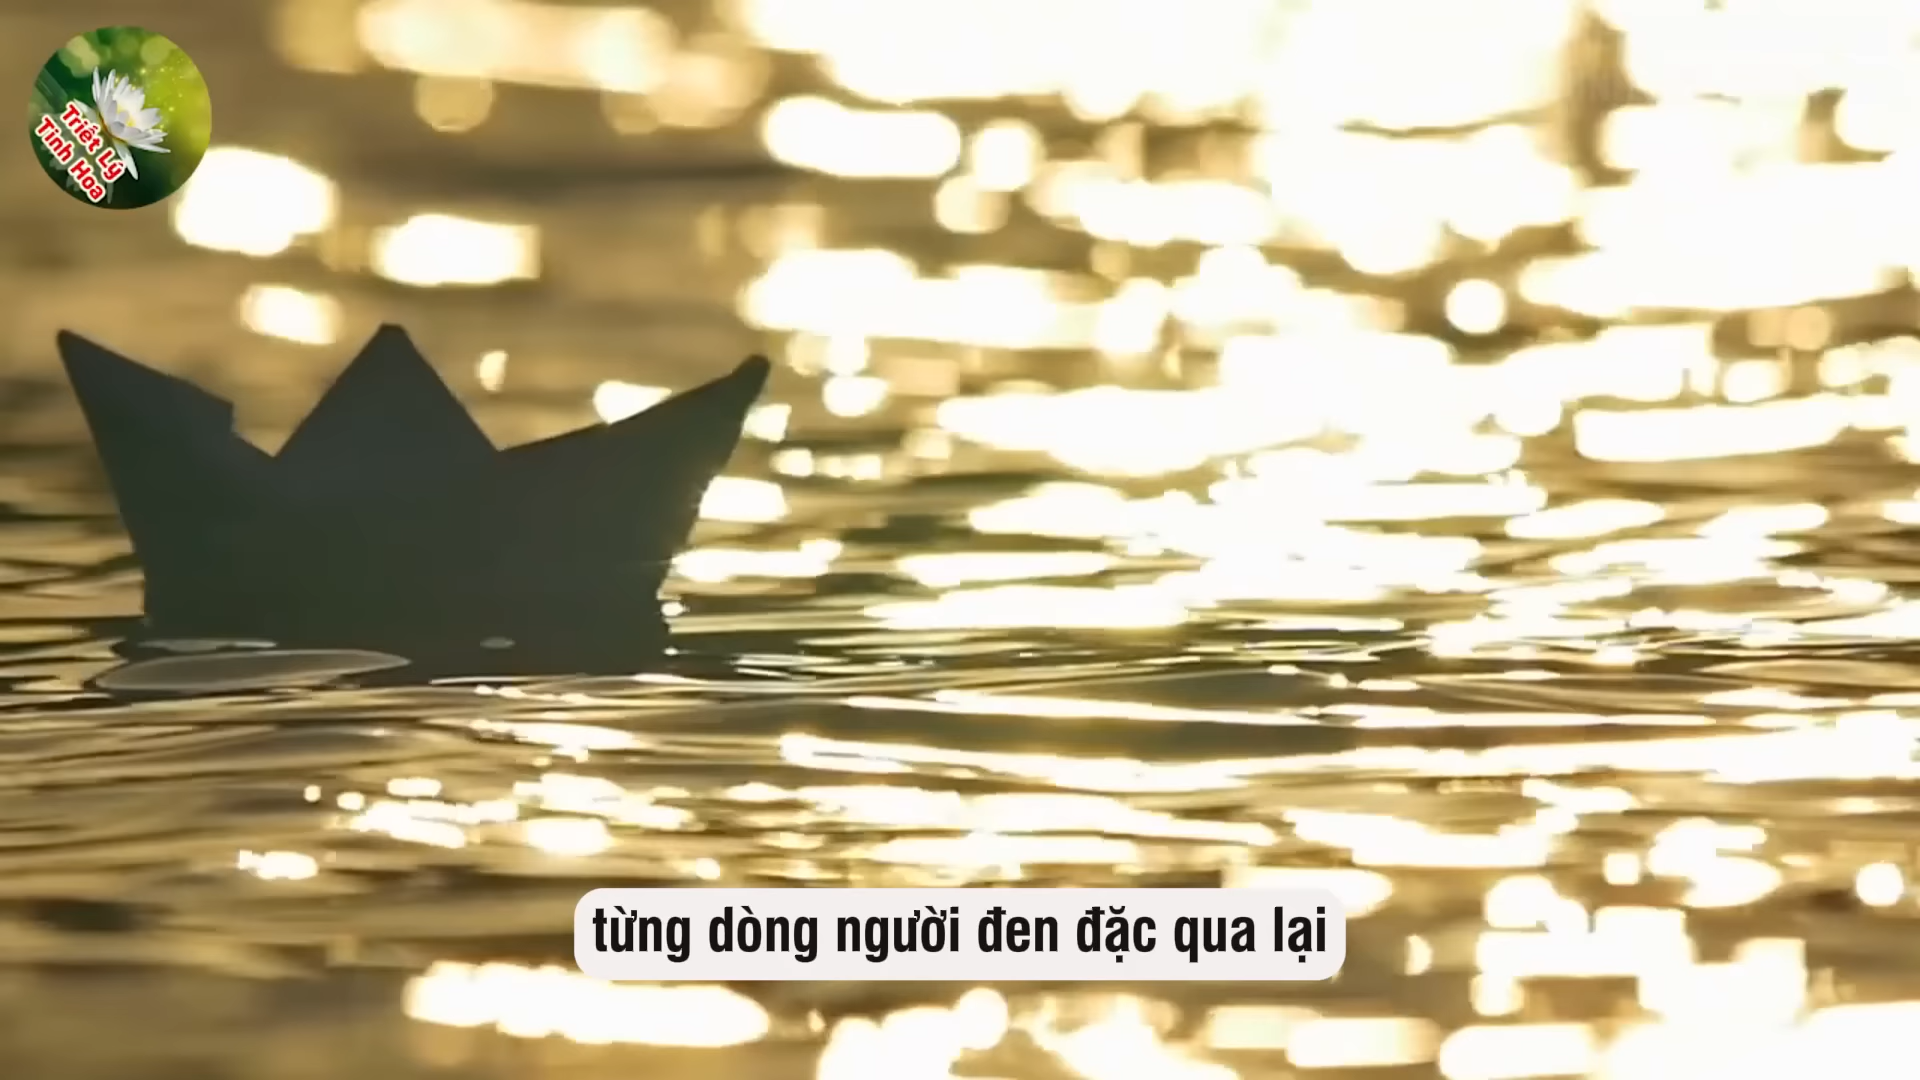 Triết Lý
Tinh Hoa
từng dòng người đen đặc qua lại